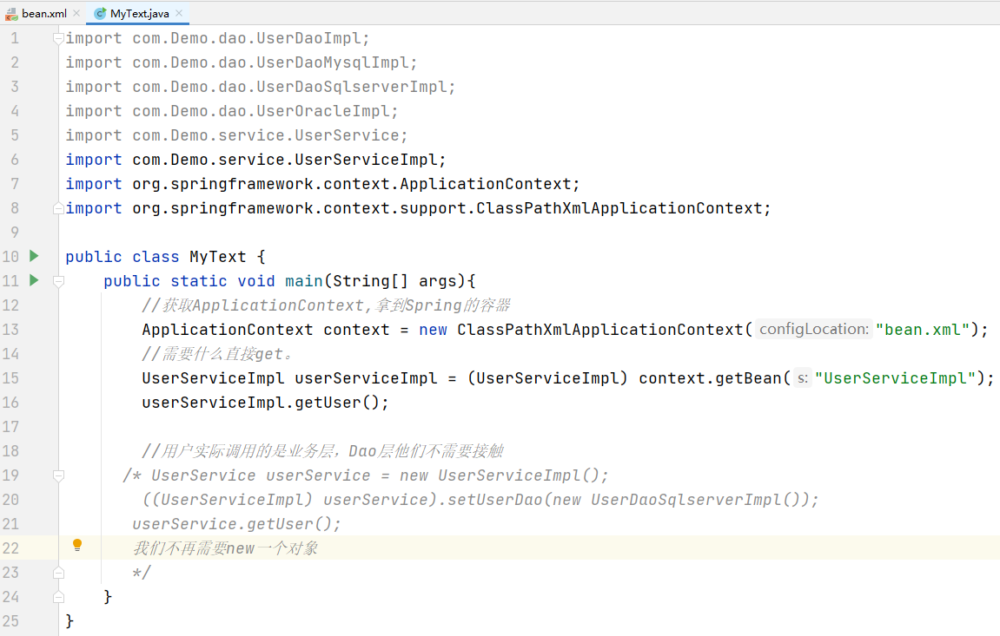 bean.xml MyText.java
1 import com.Demo.dao.UserDaoImpl;
2 import com.Demo.dao.UserDaoMysqlImpl;
3 import com.Demo.dao.UserDaoSqlserverImpl;
4 import com.Demo.dao.UserOracleImpl;
5 import com.Demo.service.UserService;
6 import com.Demo.service.UserServiceImpl;
7 import org.springframework.context.ApplicationContext;
8 import org.springframework.context.support.ClassPathXmlApplicationContext;
9
10 public class MyText {
11 public static void main(String[] args){
12 //获取ApplicationContext,拿到Spring的容器
13 ApplicationContext context = new ClassPathXmlApplicationContext( configLocation: "bean.xml");
14 //需要什么直接get。
15 UserServiceImpl userServiceImpl = (UserServiceImpl) context.getBean( s: "UserServiceImpl");
16 userServiceImpl.getUser();
17
18 //用户实际调用的是业务层，Dao层他们不需要接触
19 /* UserService userService = new UserServiceImpl();
20 ((UserServiceImpl) userService).setUserDao(new UserDaoSqlserverImpl());
21 userService.getUser();
22 我们不再需要new一个对象
23 */
24 }
25 }